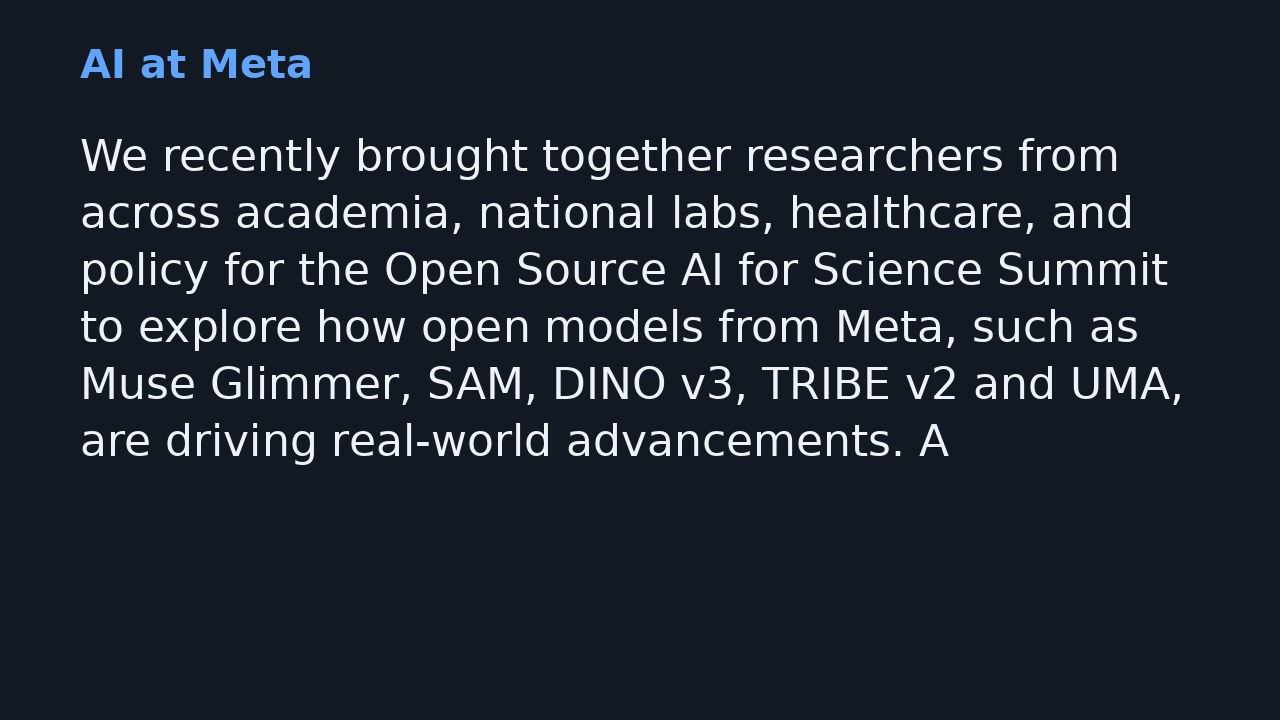 AI at Meta
We recently brought together researchers from
across academia, national labs, healthcare, and
policy for the Open Source AI for Science Summit
to explore how open models from Meta, such as
Muse Glimmer, SAM, DINO v3, TRIBE v2 and UMA,
are driving real-world advancements. A